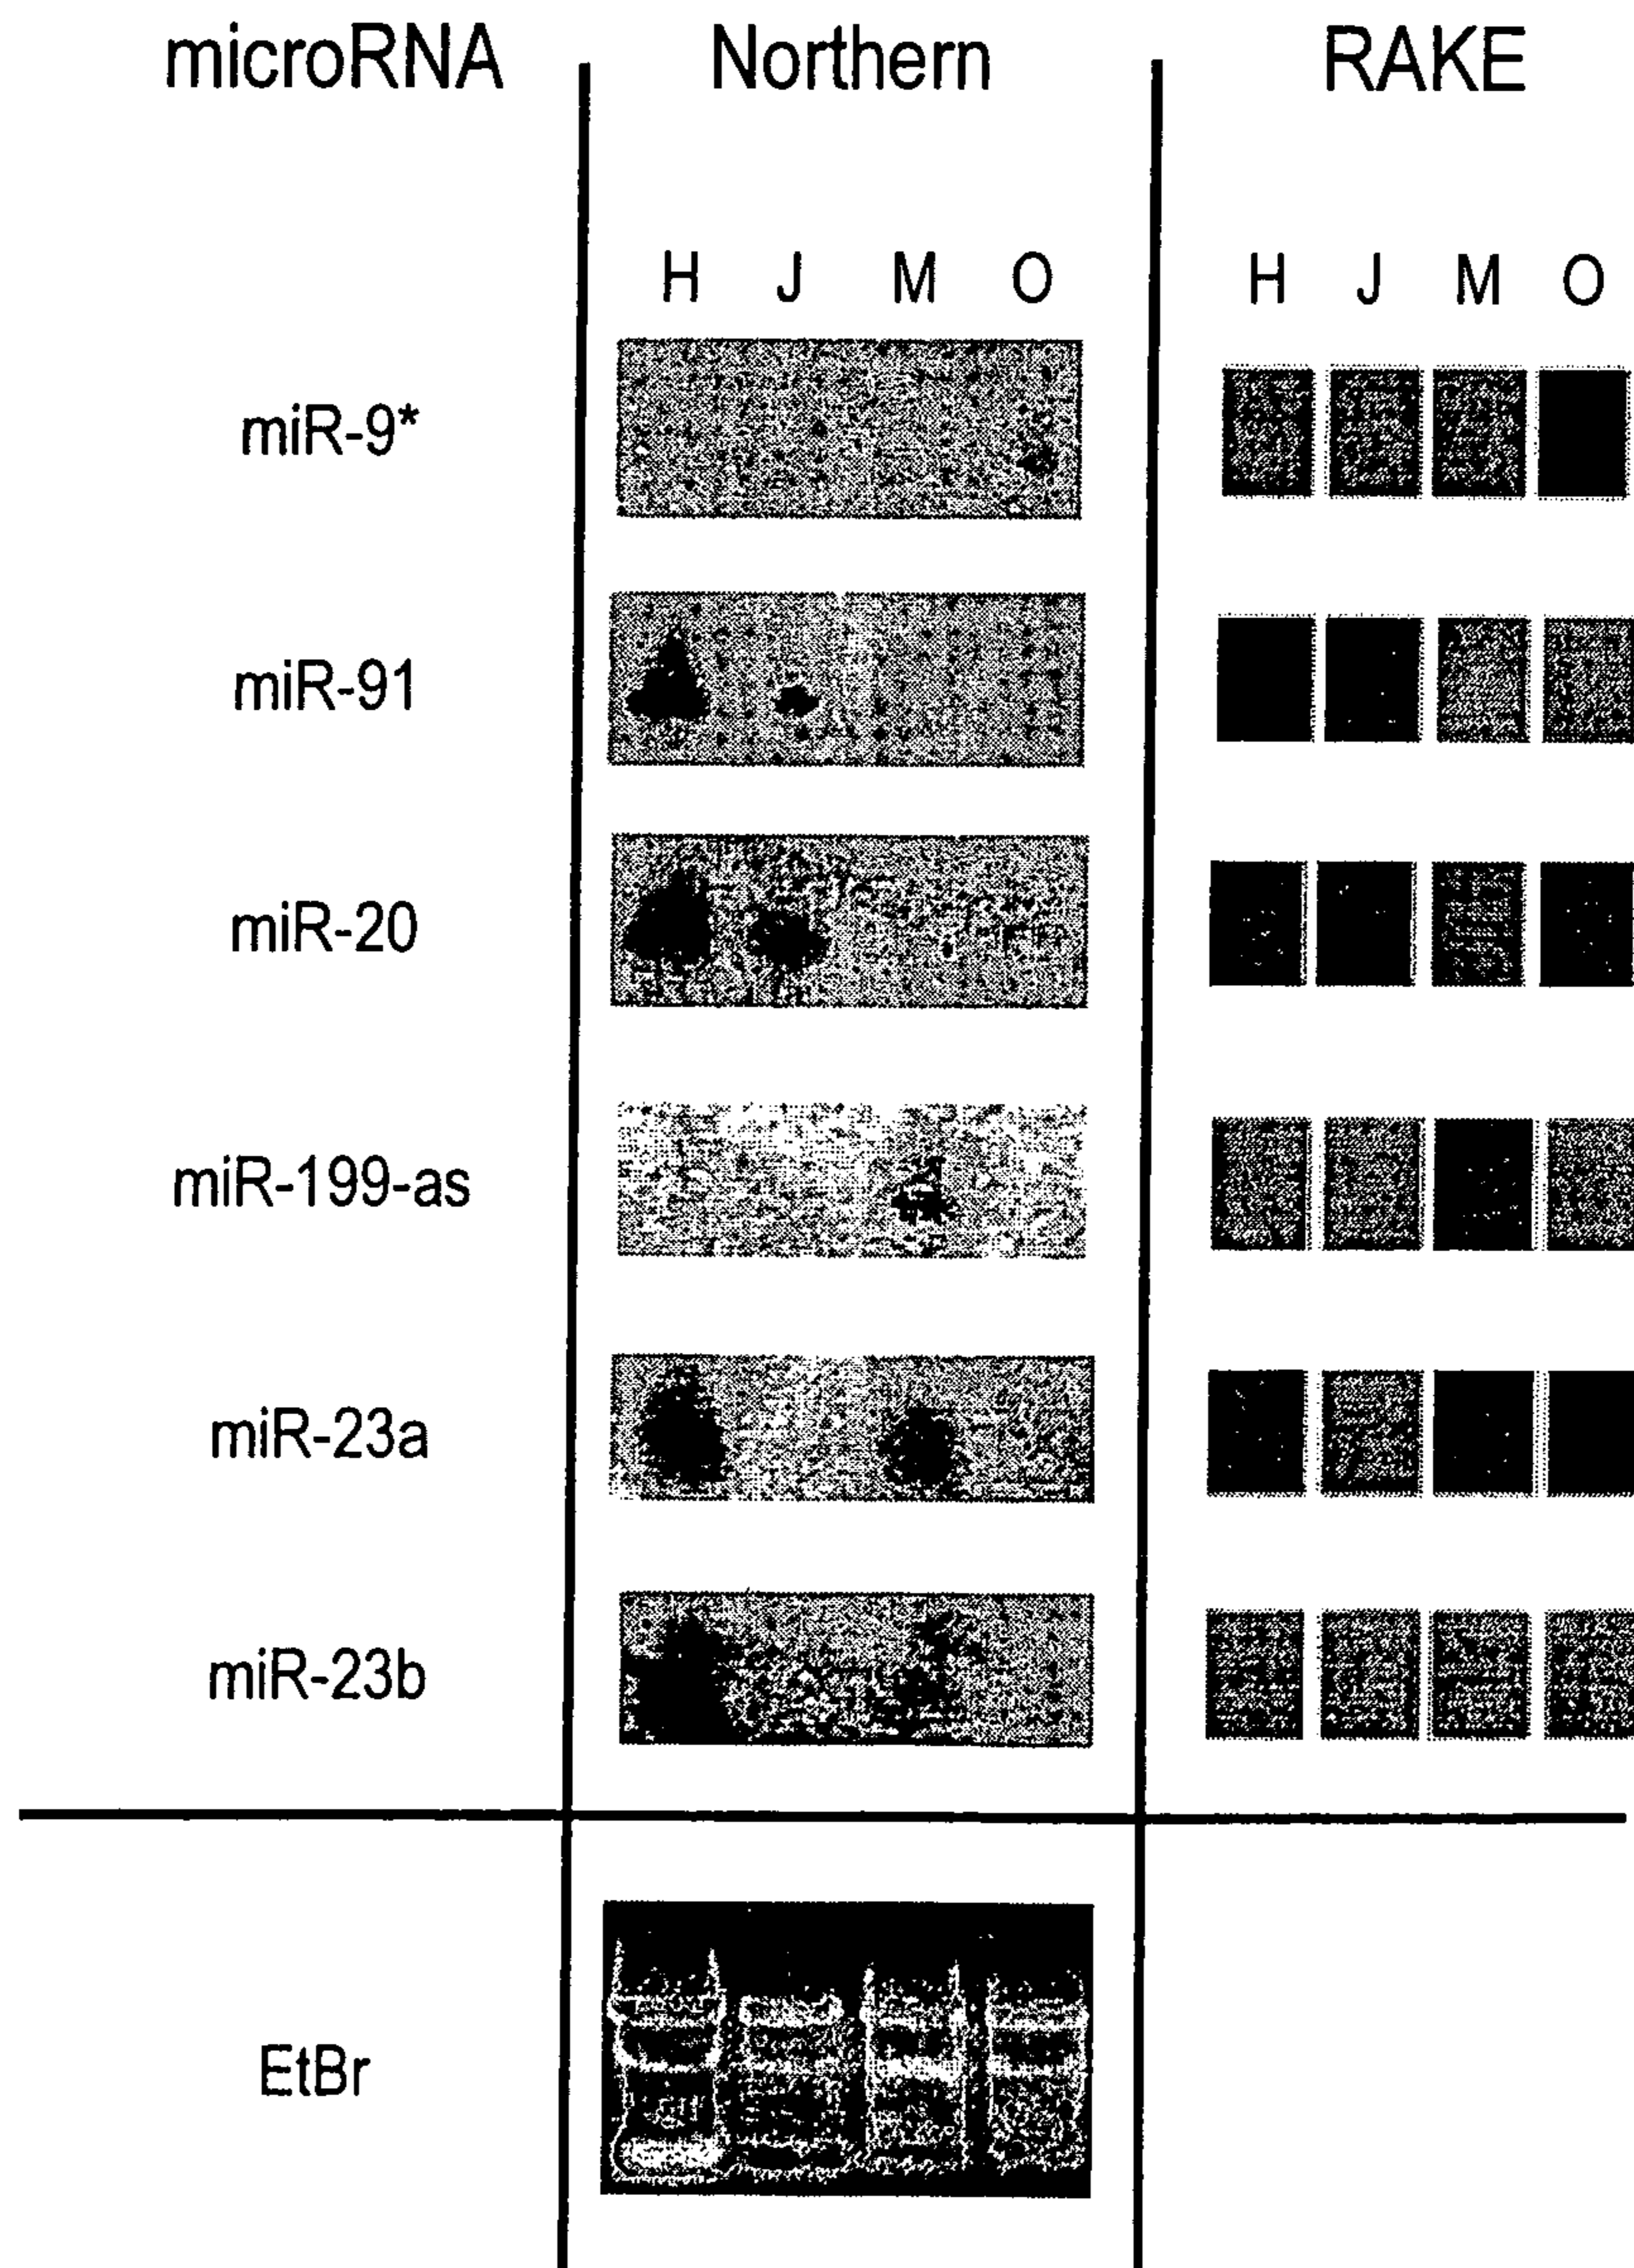 microRNA Northern RAKE
H J M O H J M O
miR-9*
miR-91
miR-20
miR-199-as
miR-23a
miR-23b
EtBr